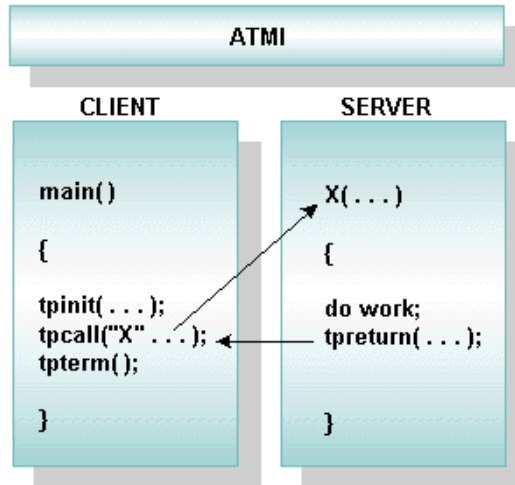 ATMI
CLIENT
main( )
{
tpinit( . . . );
tpcall("X" . . . );
tpterm( );
}
SERVER
X( . . . )
{
do work;
tpreturn( . . . );
}